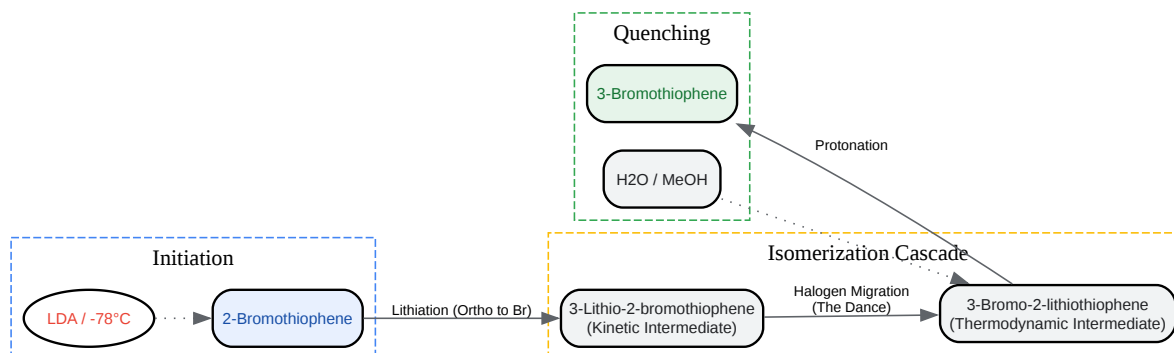 Quenching
3-Bromothiophene
Protonation
H2O / MeOH
Initiation
Isomerization Cascade
LDA / -78°C
2-Bromothiophene
Lithiation (Ortho to Br)
3-Lithio-2-bromothiophene
(Kinetic Intermediate)
Halogen Migration
(The Dance)
3-Bromo-2-lithiothiophene
(Thermodynamic Intermediate)